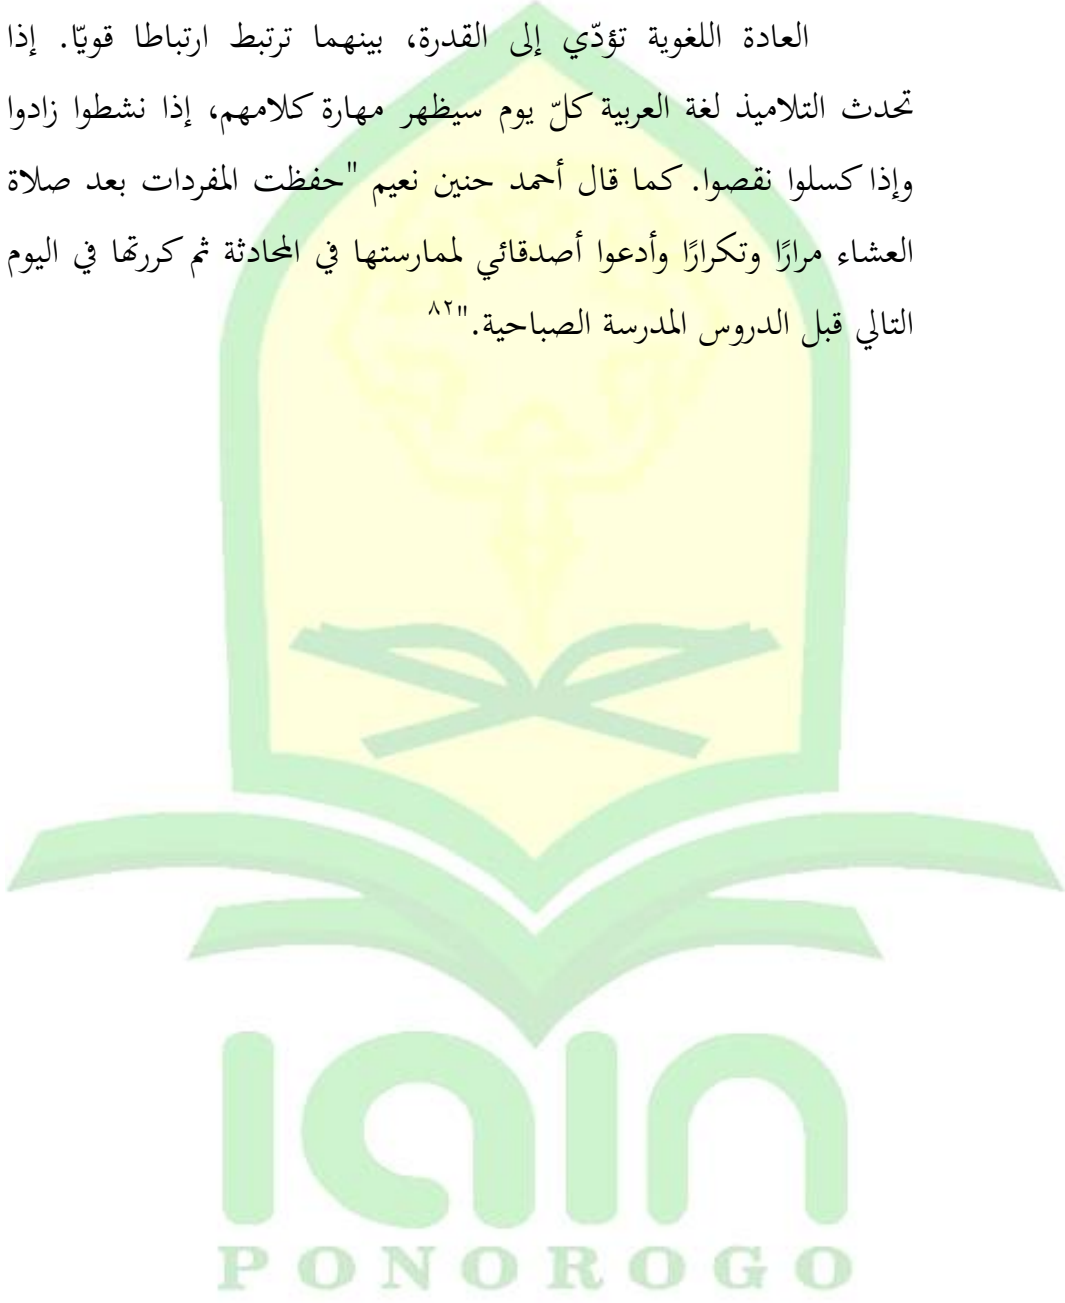 العادة اللغوية تؤدّي إلى القدرة، بينهما ترتبط ارتباطا قويّا. إذا
تحدث التلاميذ لغة العربية كلّ يوم سيظهر مهارة كلامهم، إذا نشطوا زادوا
وإذا كسلوا نقصوا. كما قال أحمد حنين نعيم "حفظت المفردات بعد صلاة
العشاء مرارًا وتكرارًا وأدعوا أصدقائي لممارستها في المحادثة ثم كررتها في اليوم
التالي قبل الدروس المدرسة الصباحية."٨٢
iain
PONOROGO